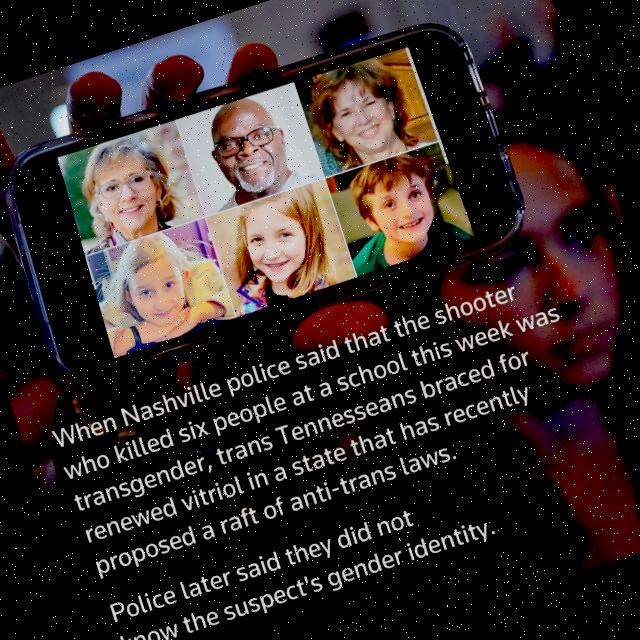 When Nashville police said that the shooter
who killed six people at a school this week was
transgender, trans Tennesseans braced for
renewed vitriol in a state that has recently
proposed a raft of anti-trans laws.
Police later said they did not
know the suspect's gender identity.